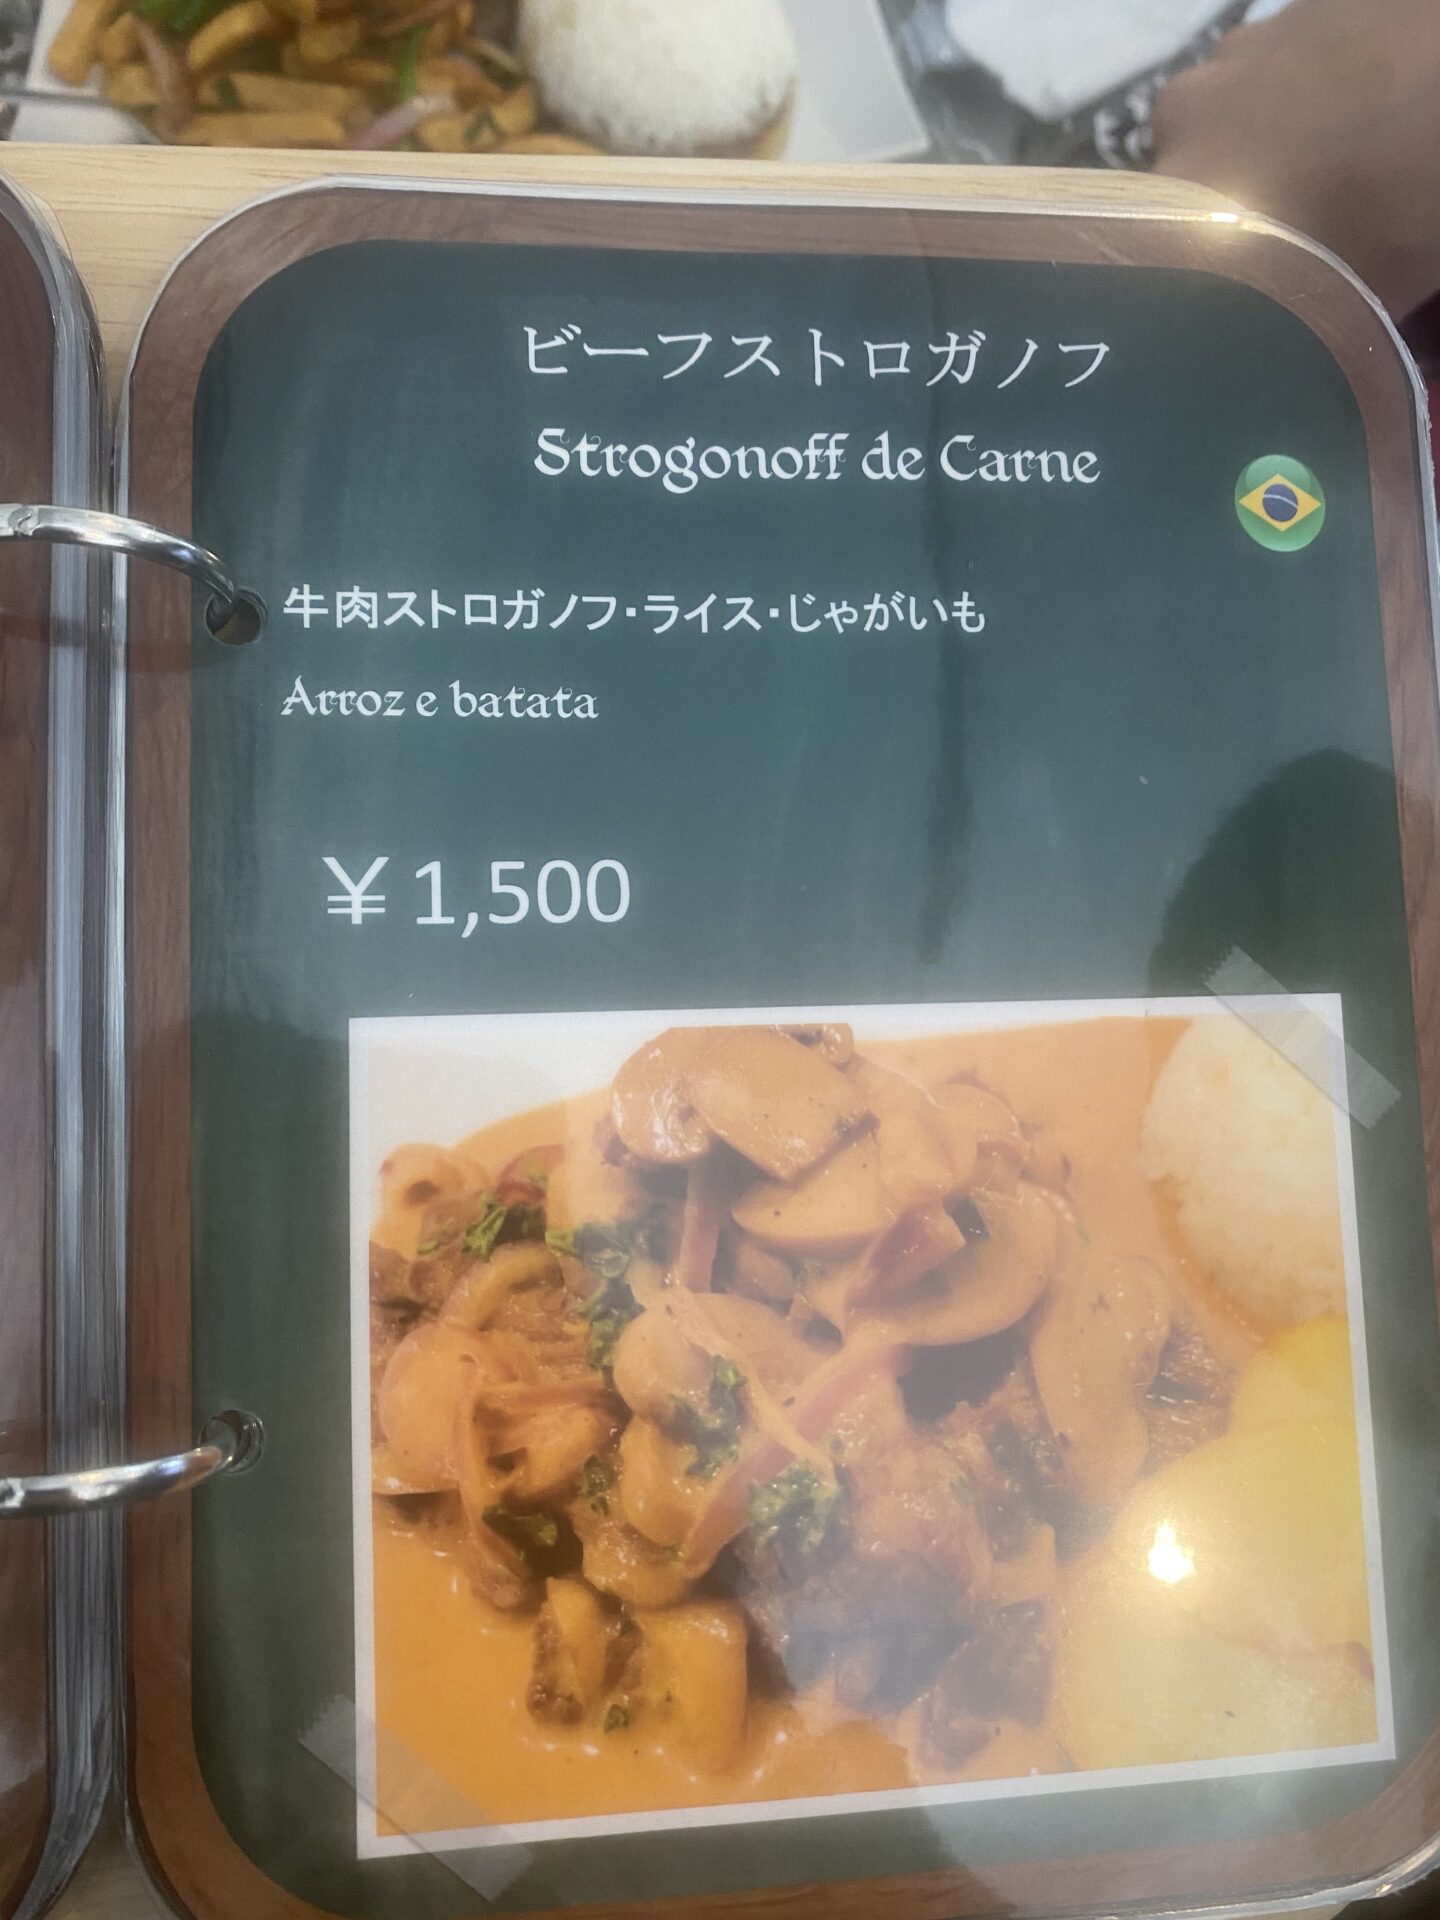 ビーフストロガノフ
Strogonoff de Carne
牛肉ストロガノフ・ライス・じゃがいも
Arroz e batata
￥1,500